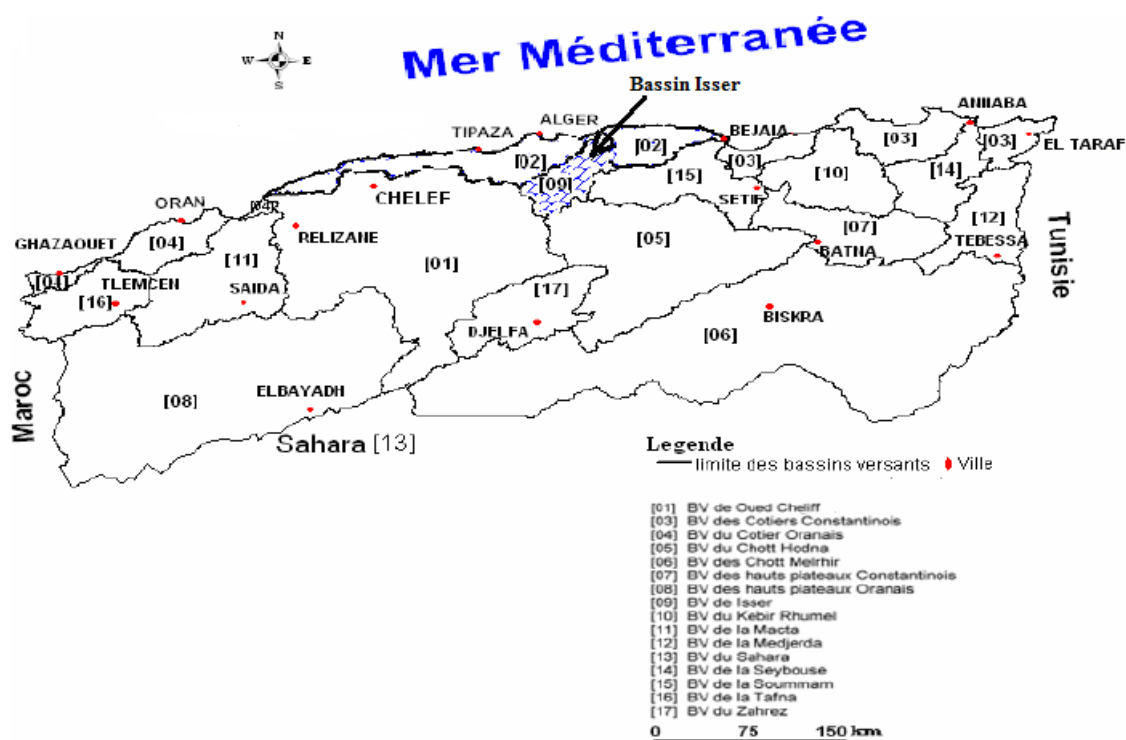 Mer Méditerranée
N
W E
S
Bassin Isser
ALGER
ANNABA
TIPAZA
BEJAIA
[03]
[03]
EL TARAF
[02]
[02]
[03]
[14]
[10]
[15]
[09]
CHELEF
SETIF
ORAN
[12]
[07]
RELIZANE
[04]
[05]
GHAZAOUET
BATNA
TEBESSA
Tunisie
[11]
[01]
TLEMCEN
[17]
[16]
SAIDA
BISKRA
DJELFA
[06]
Maroc
[08]
ELBAYADH
Sahara [13]
Legende
limite des bassins versants
Ville
[01] BV de Oued Cheliff
[03] BV des Cotiers Constantinois
[04] BV du Cotier Oranais
[05] BV du Chott Hodna
[06] BV des Chott Melrhir
[07] BV des hauts plateaux Constantinois
[08] BV des hauts plateaux Oranais
[09] BV de Isser
[10] BV du Kebir Rhumel
[11] BV de la Macta
[12] BV de la Medjerda
[13] BV du Sahara
[14] BV de la Seybouse
[15] BV de la Soummam
[16] BV de la Tafna
[17] BV du Zahrez
0 75 150 km